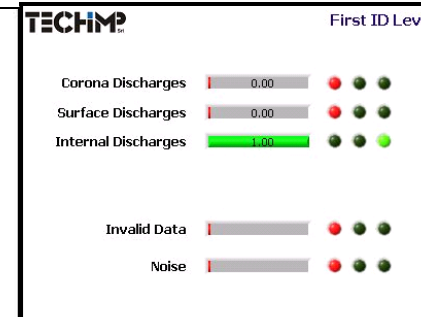 TECHIMP Srl
First ID Lev
Corona Discharges 0.00
Surface Discharges 0.00
Internal Discharges 1.00
Invalid Data
Noise